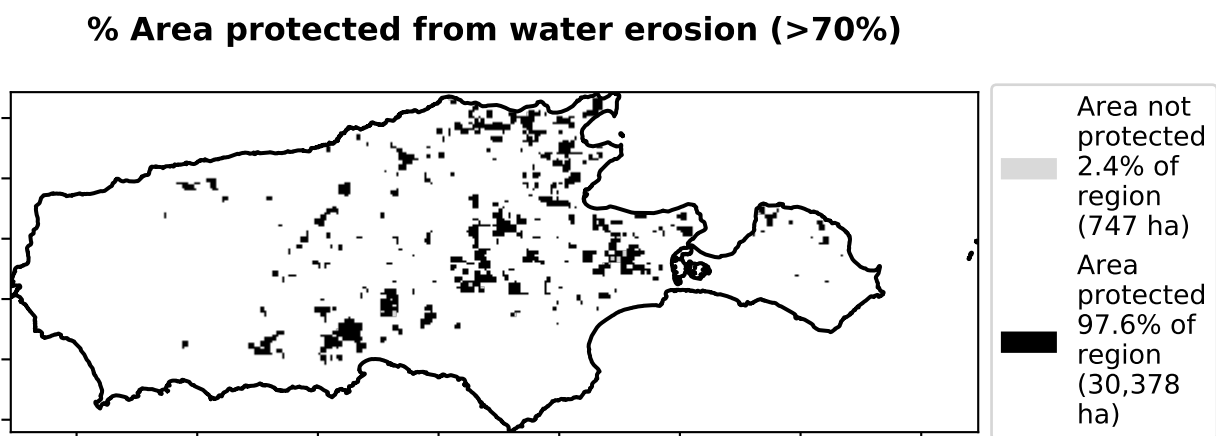 % Area protected from water erosion (>70%)
Area not
protected
2.4% of
region
(747 ha)
Area
protected
97.6% of
region
(30,378
ha)